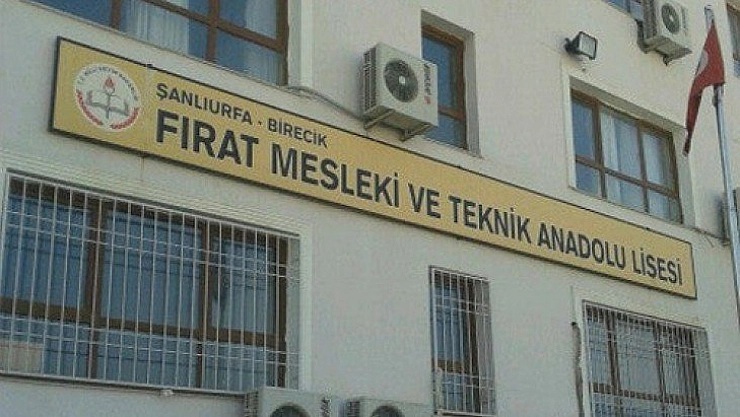 ŞANLIURFA - BİRECİK
FIRAT MESLEKİ VE TEKNİK ANADOLU LİSESİ